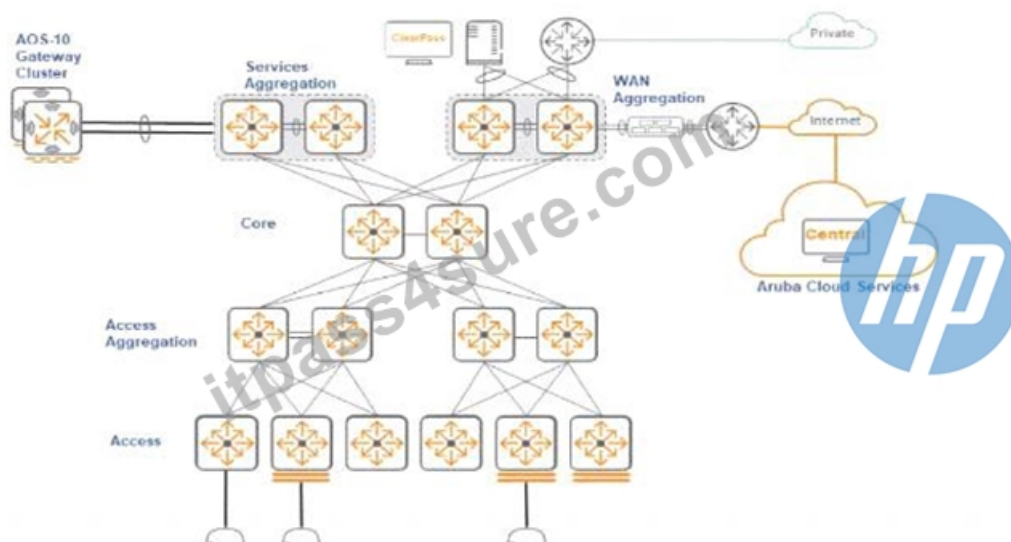 AOS-10
Gateway
Cluster
Services
Aggregation
ClearPass
Private
WAN
Aggregation
Internet
Core
Central
Aruba Cloud Services
hp
Access
Aggregation
Access
itpass4sure.com